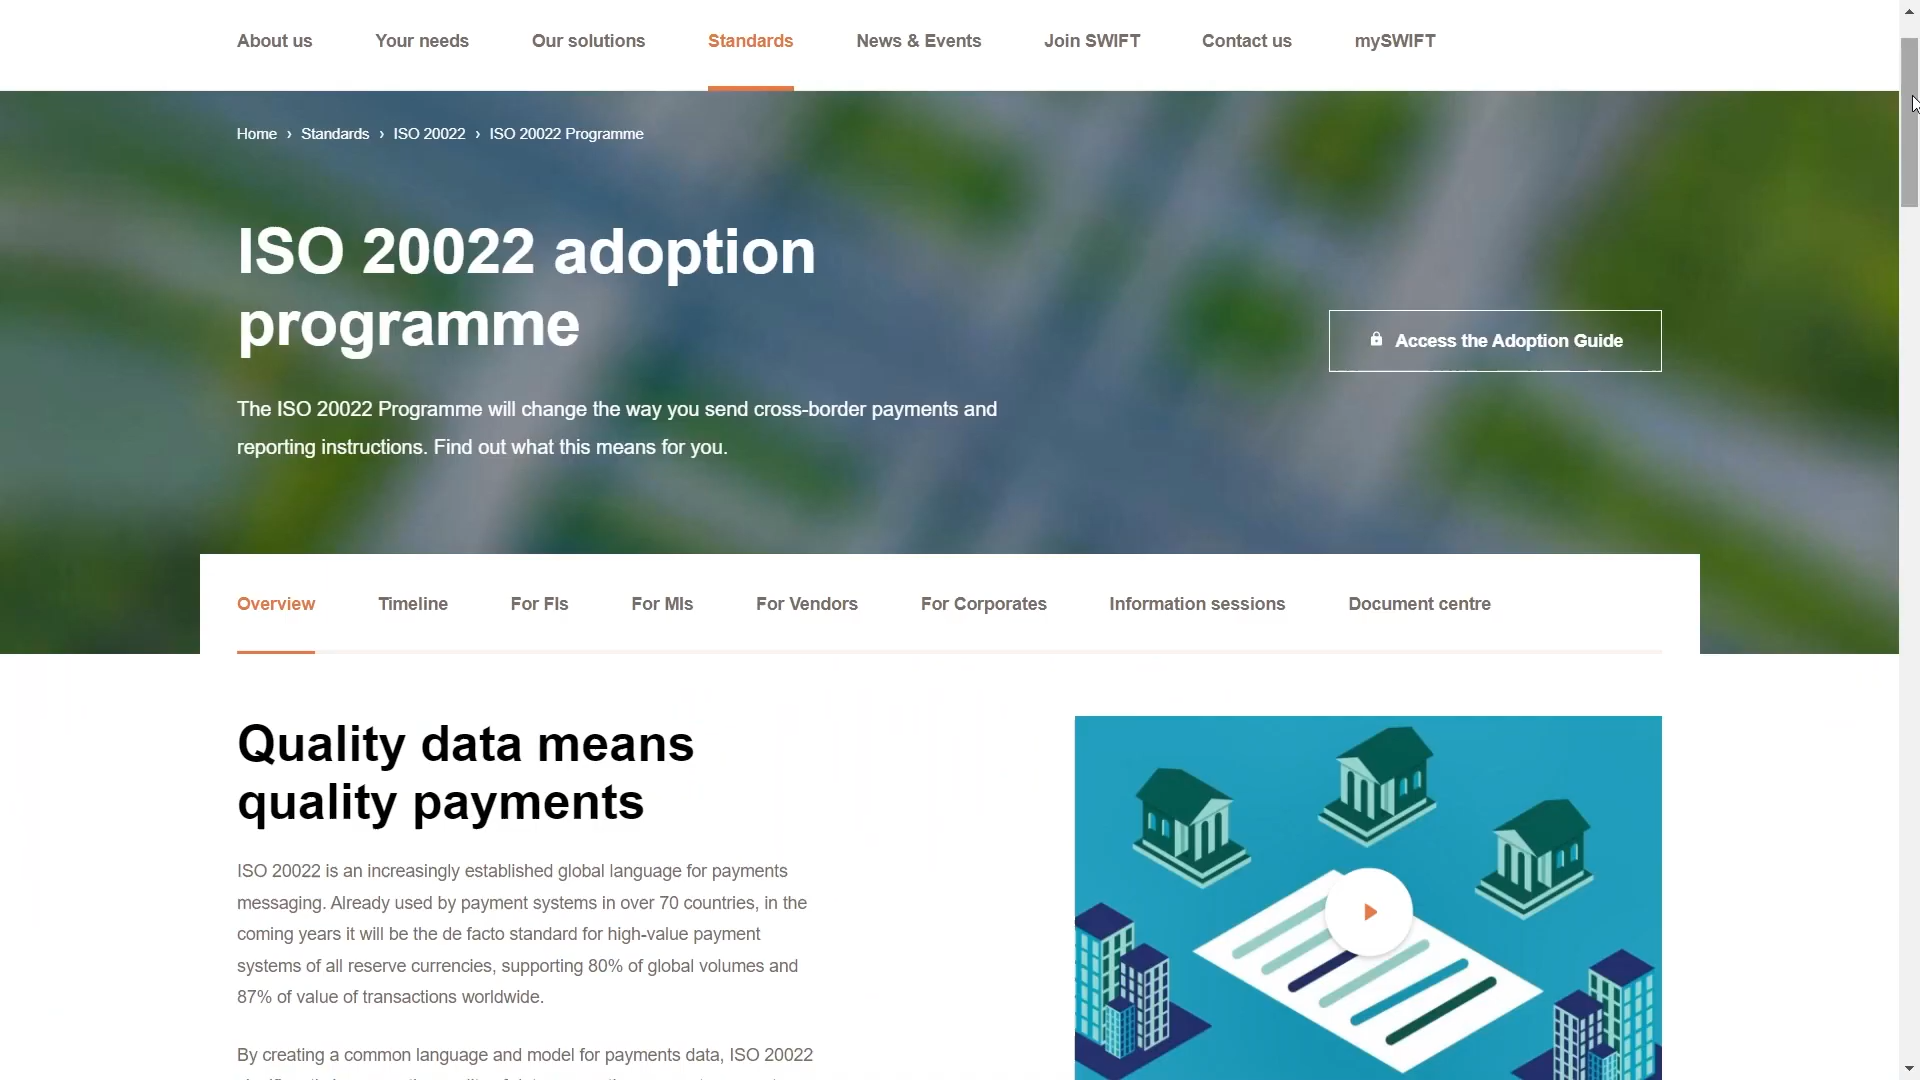 About us
Your needs
Our solutions
Standards
News & Events
Join SWIFT
Contact us
mySWIFT
Home › Standards › ISO 20022 › ISO 20022 Programme
ISO 20022 adoption
programme
Access the Adoption Guide
The ISO 20022 Programme will change the way you send cross-border payments and
reporting instructions. Find out what this means for you.
Overview
Timeline
For FIs
For MIs
For Vendors
For Corporates
Information sessions
Document centre
Quality data means
quality payments
ISO 20022 is an increasingly established global language for payments
messaging. Already used by payment systems in over 70 countries, in the
coming years it will be the de facto standard for high-value payment
systems of all reserve currencies, supporting 80% of global volumes and
87% of value of transactions worldwide.
By creating a common language and model for payments data, ISO 20022